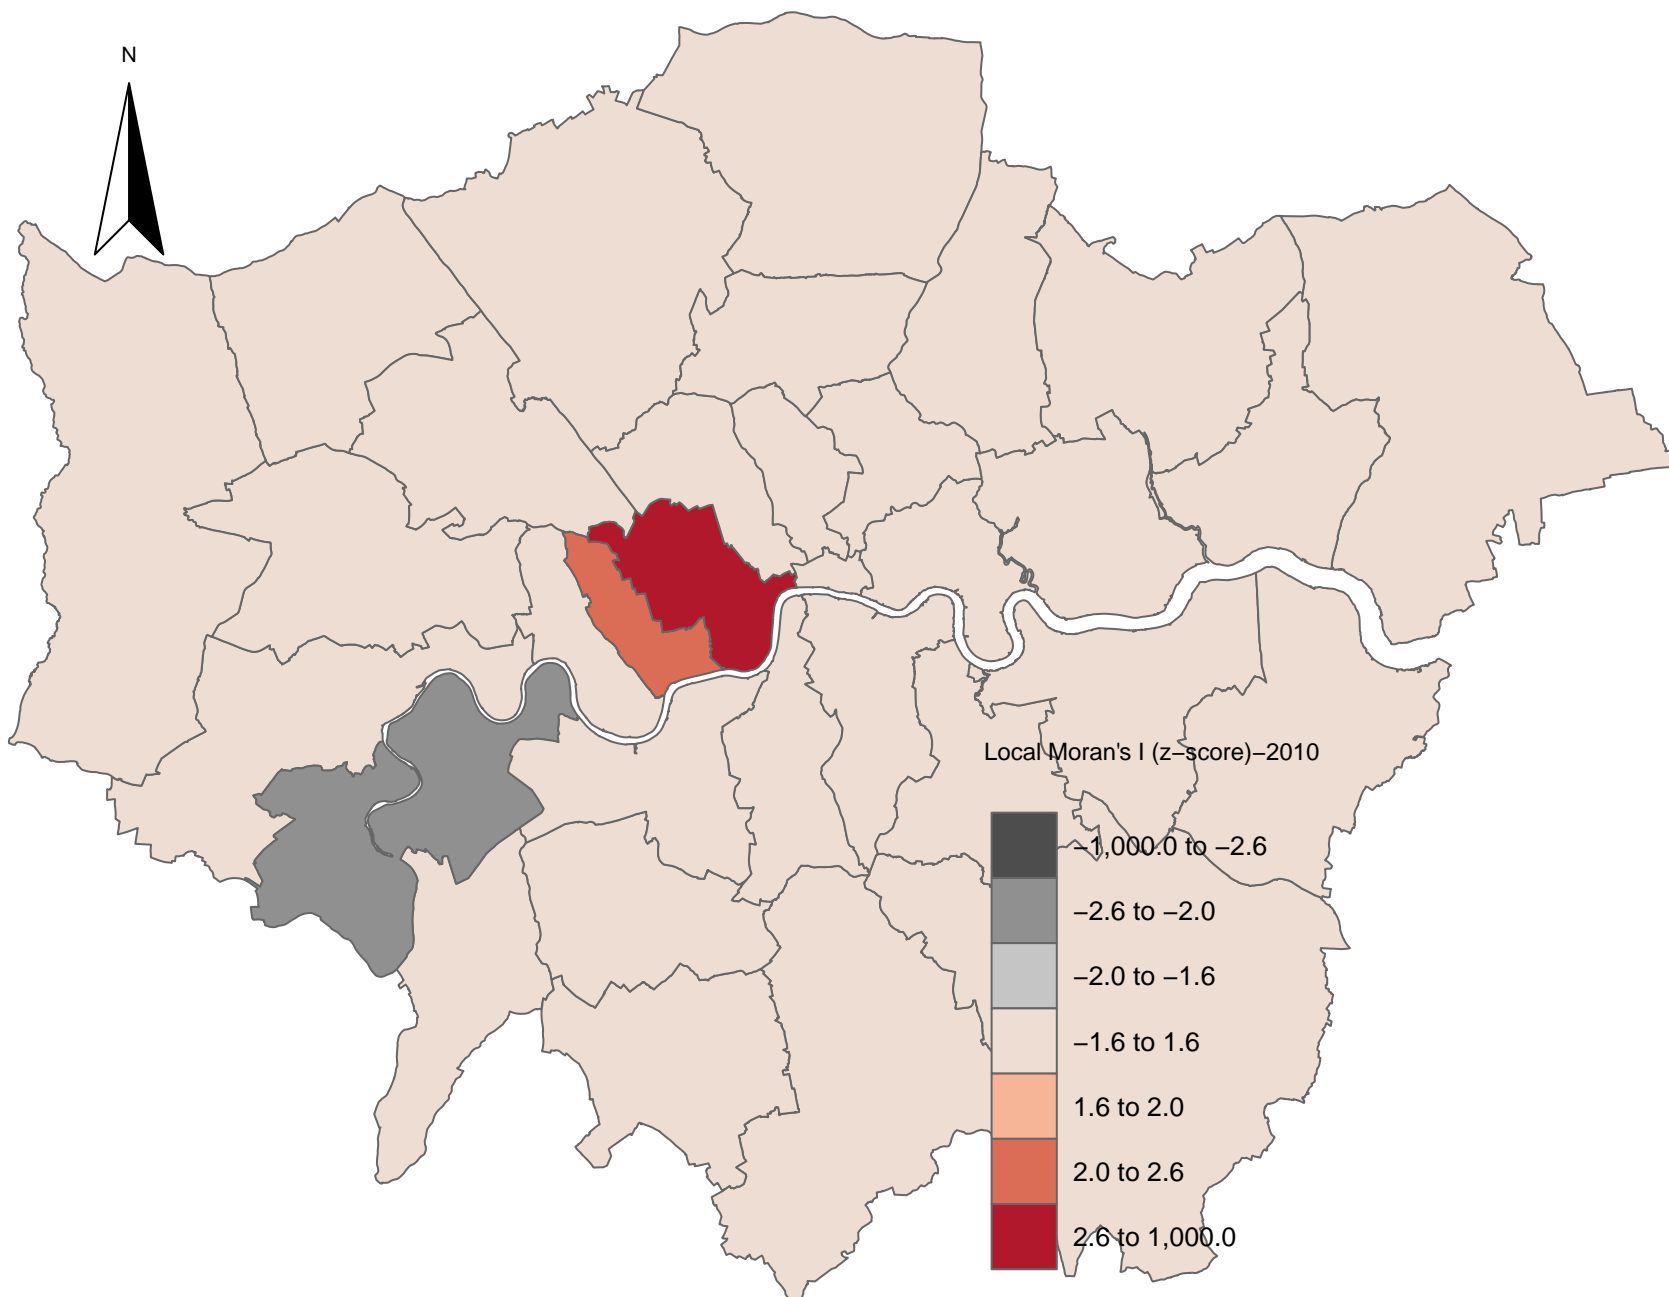 N
Local Moran's I (z−score)−2010
−1,000.0 to −2.6
−2.6 to −2.0
−2.0 to −1.6
−1.6 to 1.6
1.6 to 2.0
2.0 to 2.6
2.6 to 1,000.0